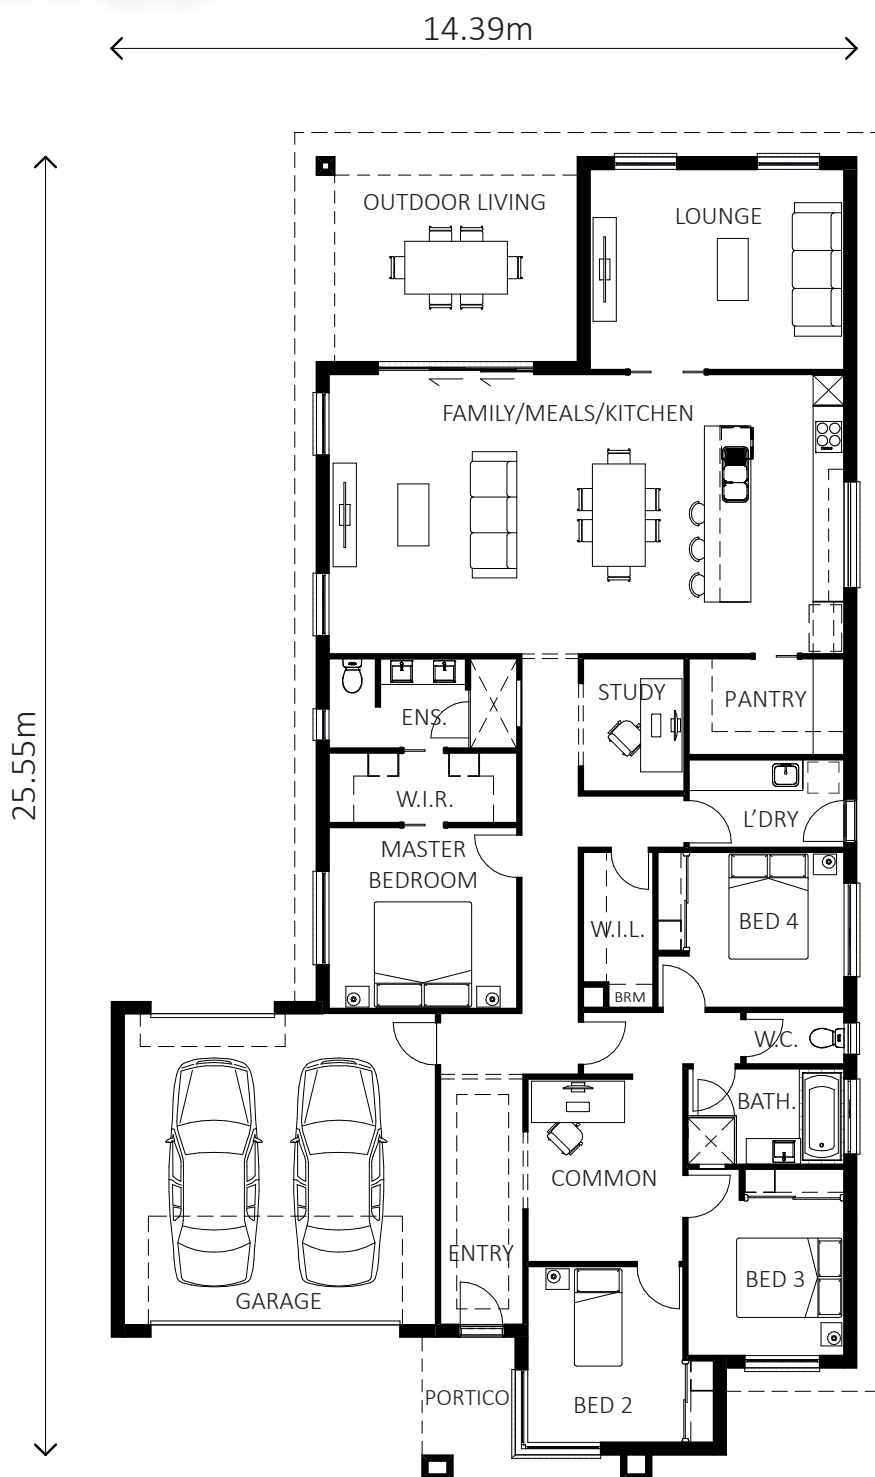 14.39m
OUTDOOR LIVING
LOUNGE
FAMILY/MEALS/KITCHEN
STUDY
PANTRY
ENS.
25.55m
W.I.R.
L'DRY
MASTER
BEDROOM
BED 4
W.I.L.
BRM
W.C.
BATH.
COMMON
ENTRY
BED 3
GARAGE
PORTICO
BED 2